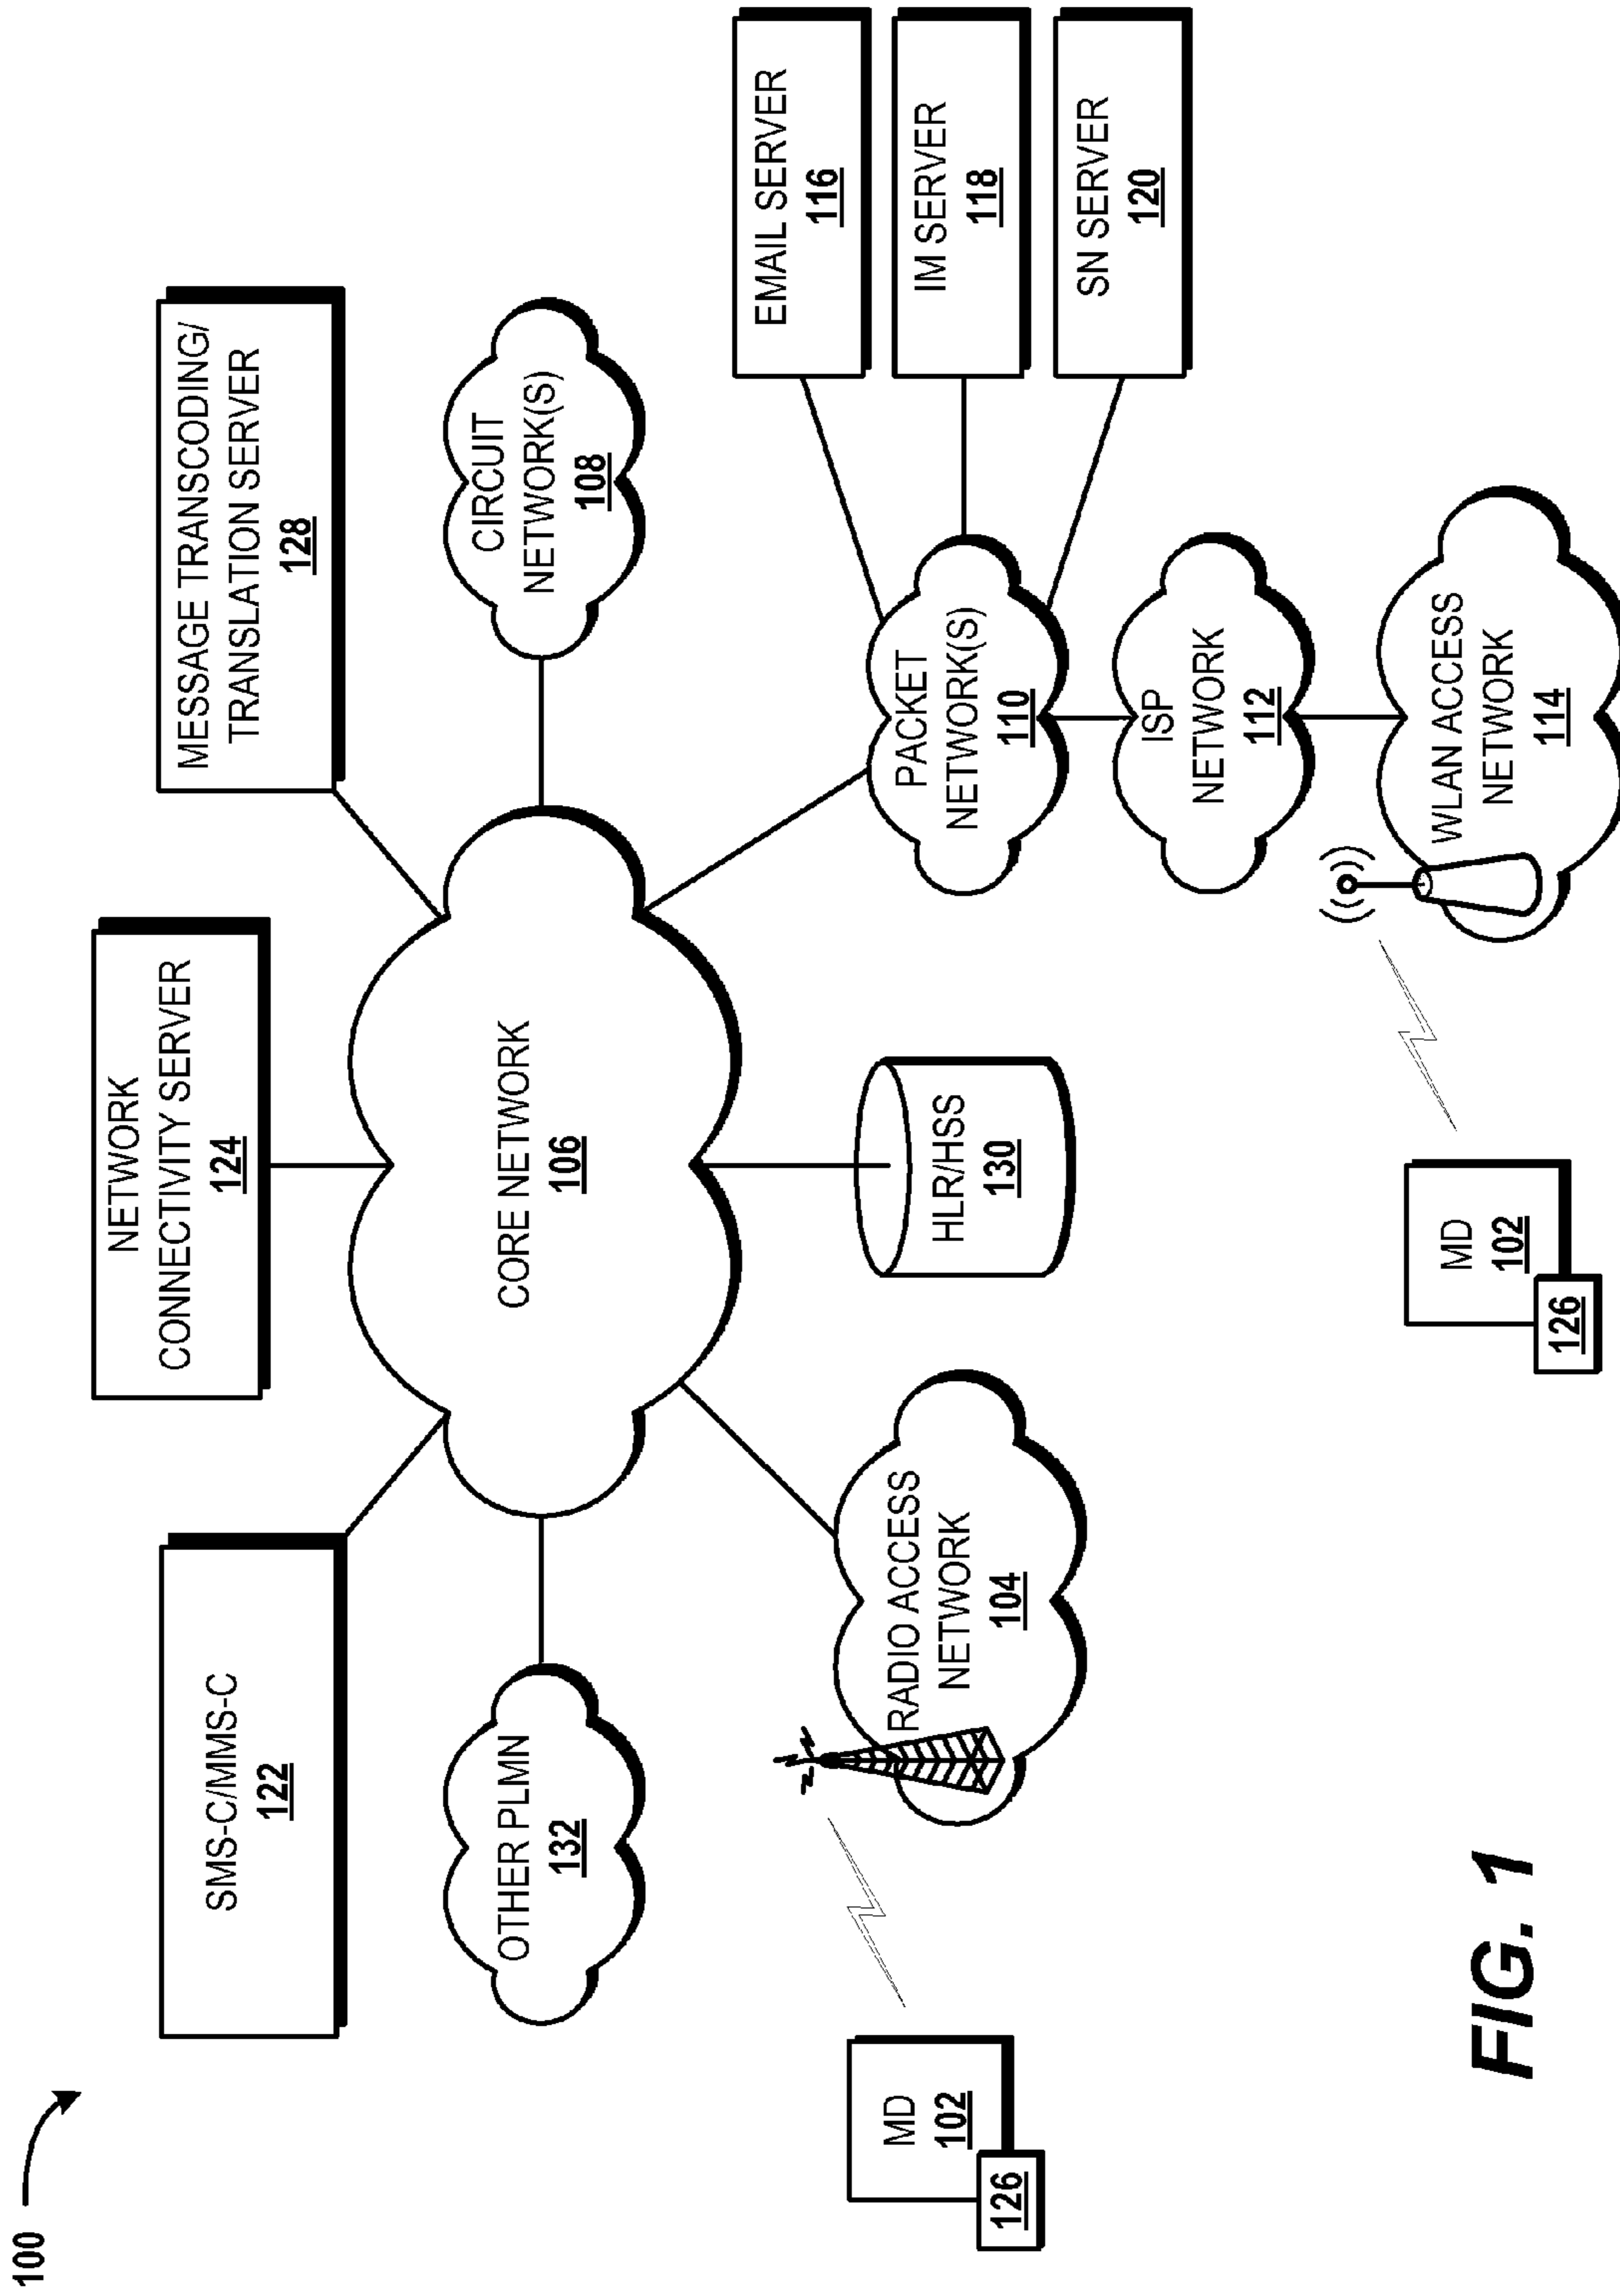 100
NETWORK
CONNECTIVITY SERVER
124
SMS-C/MMS-C
122
MESSAGE TRANSCODING/
TRANSLATION SERVER
128
OTHER PLMN
132
CORE NETWORK
106
CIRCUIT
NETWORK(S)
108
MD
102
126
RADIO ACCESS
NETWORK
104
HLR/HSS
130
PACKET
NETWORK(S)
110
EMAIL SERVER
116
IM SERVER
118
SN SERVER
120
ISP
NETWORK
112
MD
102
126
WLAN ACCESS
NETWORK
114
FIG. 1